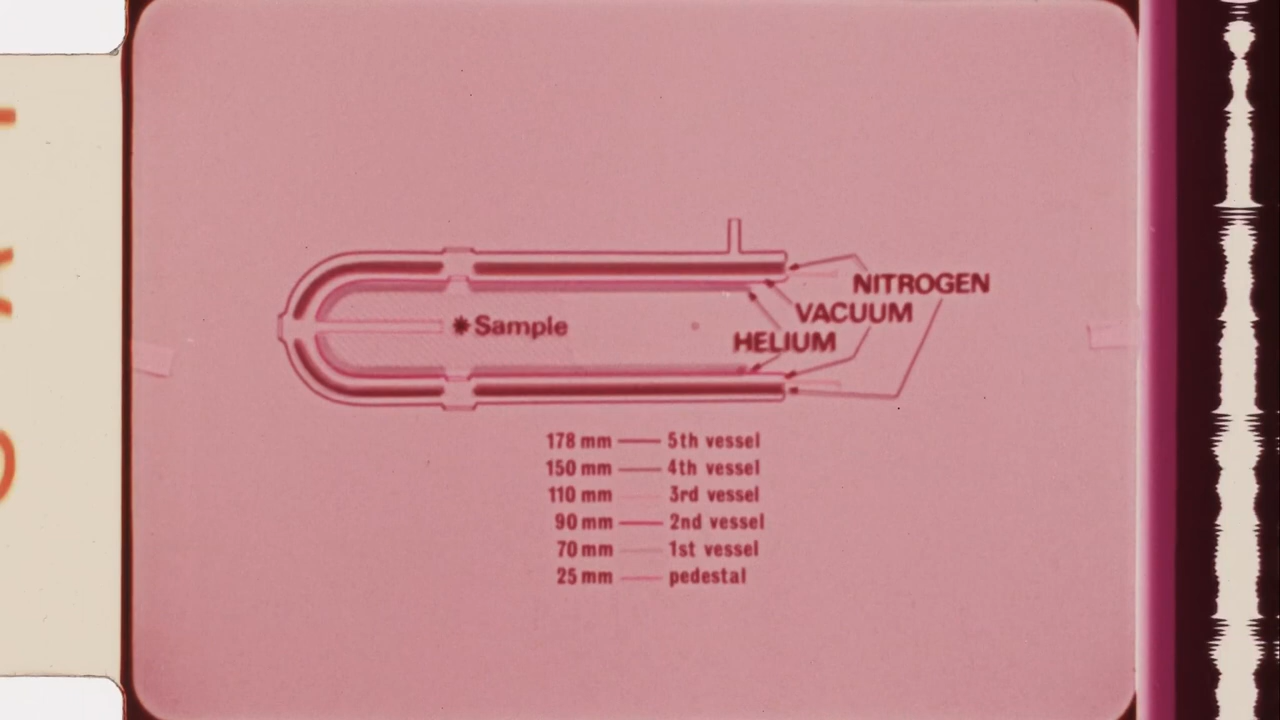 NITROGEN
VACUUM
*Sample
HELIUM
178 mm — 5th vessel
150 mm — 4th vessel
110 mm — 3rd vessel
90 mm — 2nd vessel
70 mm — 1st vessel
25 mm — pedestal